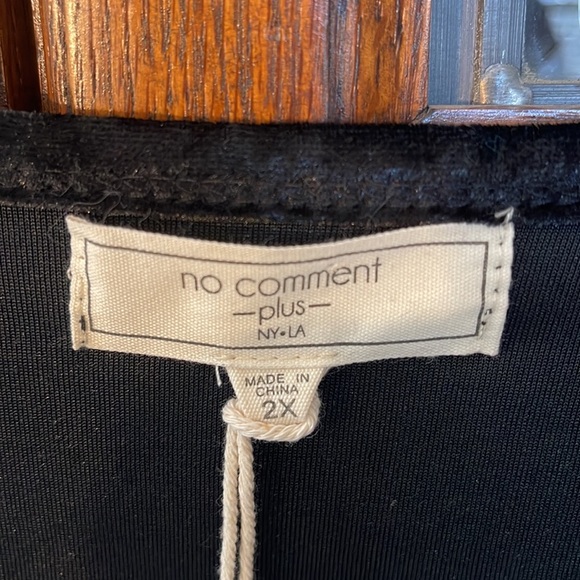 no comment
—plus—
NY•LA
MADE IN
CHINA
2X